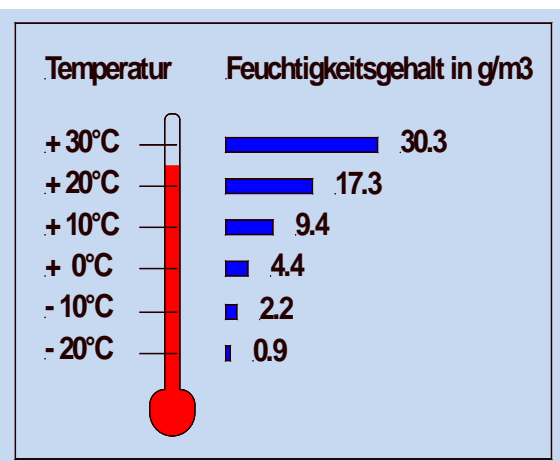 Temperatur Feuchtigkeitsgehalt in g/m3
+ 30°C 30.3
+ 20°C 17.3
+ 10°C 9.4
+ 0°C 4.4
- 10°C 2.2
- 20°C 0.9